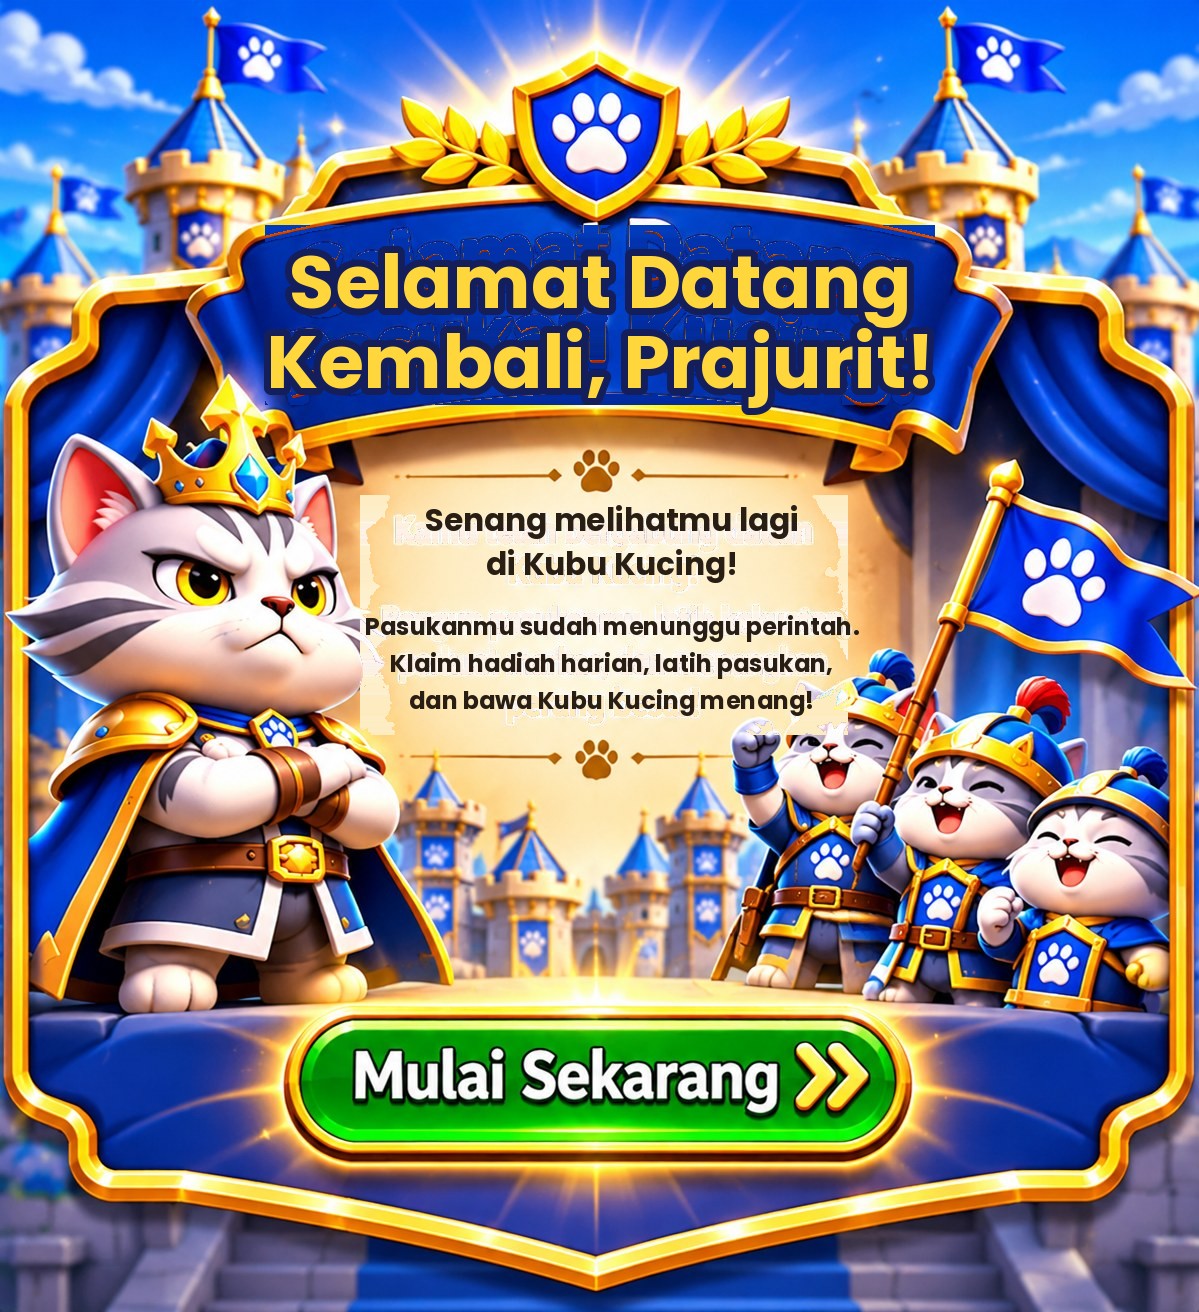 Selamat Datang
Kembali, Prajurit!
Senang melihatmu lagi
di Kubu Kucing!
Pasukanmu sudah menunggu perintah.
Klaim hadiah harian, latih pasukan,
dan bawa Kubu Kucing menang!
Mulai Sekarang